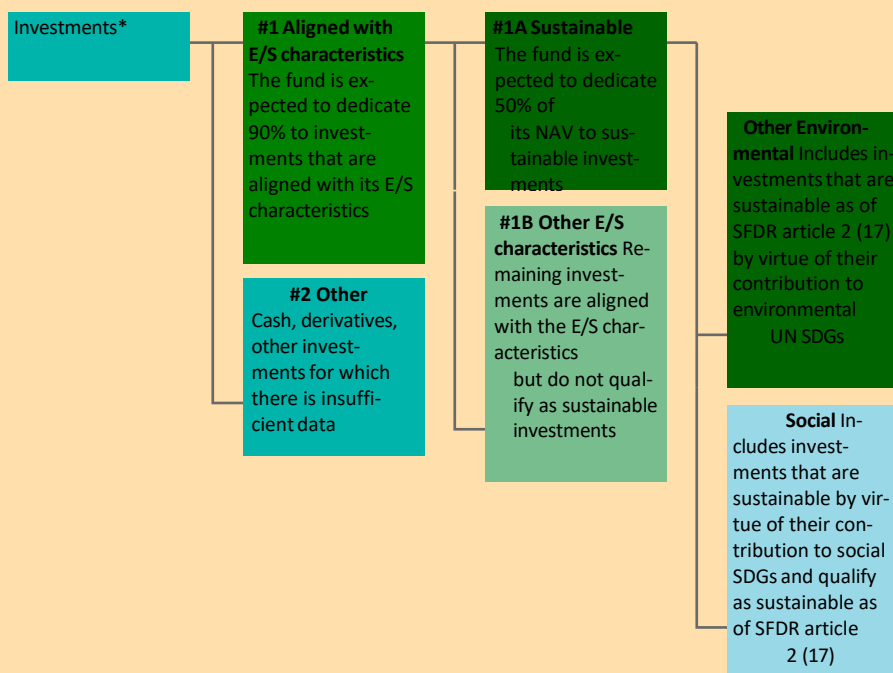 Investments*
#1 Aligned with
E/S characteristics
The fund is ex-
pected to dedicate
90% to invest-
ments that are
aligned with its E/S
characteristics
#2 Other
Cash, derivatives,
other invest-
ments for which
there is insuffi-
cient data
#1A Sustainable
The fund is ex-
pected to dedicate
50% of
its NAV to sus-
tainable invest-
ments
#1B Other E/S
characteristics Re-
maining invest-
ments are aligned
with the E/S char-
acteristics
but do not qual-
ify as sustainable
investments
Other Environ-
mental Includes in-
vestments that are
sustainable as of
SFDR article 2 (17)
by virtue of their
contribution to
environmental
UN SDGs
Social In-
cludes invest-
ments that are
sustainable by vir-
tue of their con-
tribution to social
SDGs and qualify
as sustainable as
of SFDR article
2 (17)